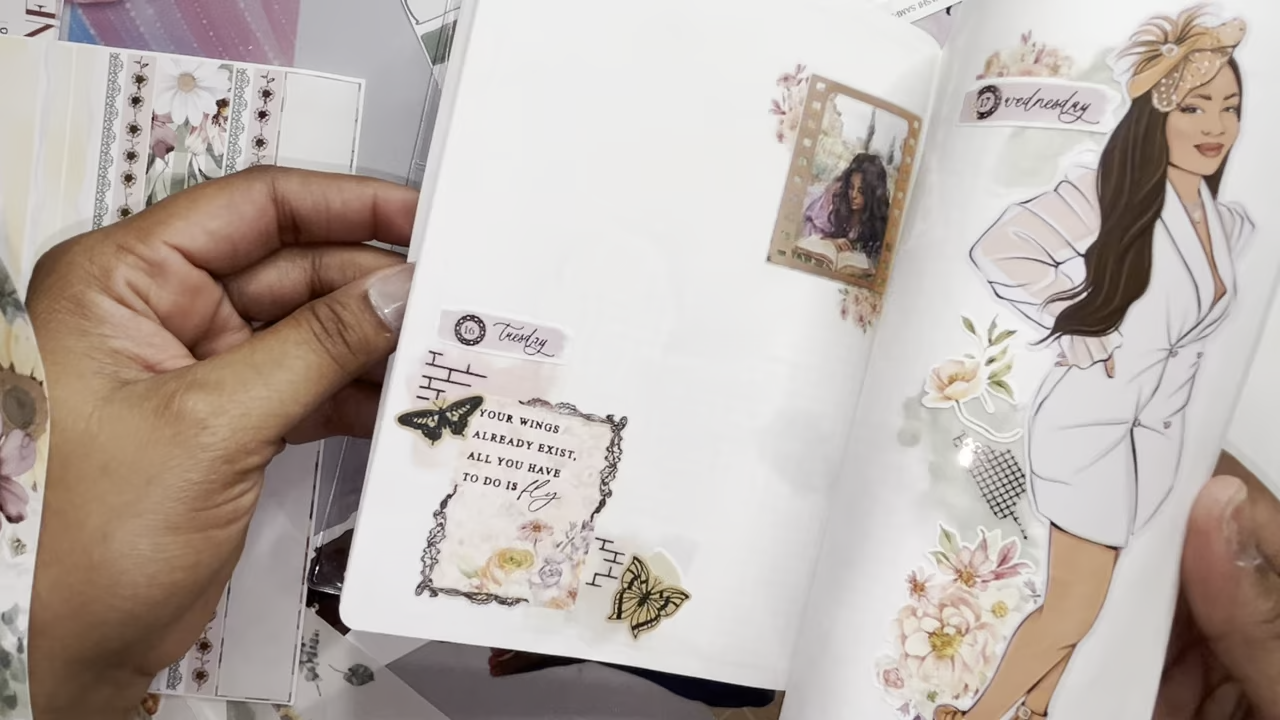 16 Tuesday
YOUR WINGS
ALREADY EXIST,
ALL YOU HAVE
TO DO IS fly
17 wednesday